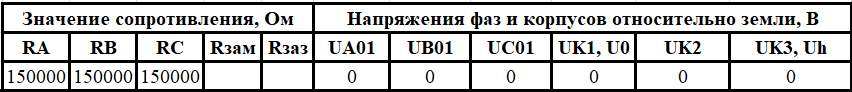 Значение сопротивления, Ом Напряжения фаз и корпусов относительно земли, В
RA RB RC Rзам Rзаз UA01 UB01 UC01 UK1, U0 UK2 UK3, Uh
150000 150000 150000 0 0 0 0 0 0